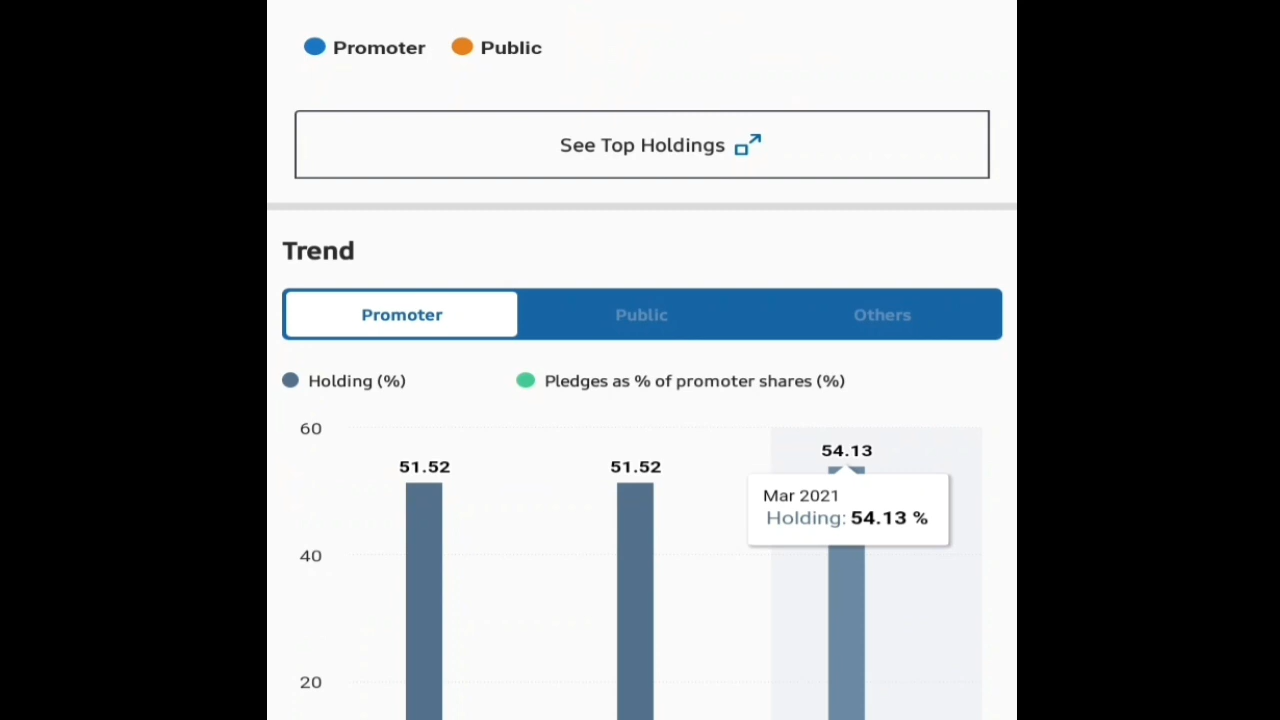 Promoter Public
See Top Holdings
Trend
Promoter Public Others
Holding (%) Pledges as % of promoter shares (%)
60
51.52 51.52 54.13
Mar 2021
Holding: 54.13 %
40
20